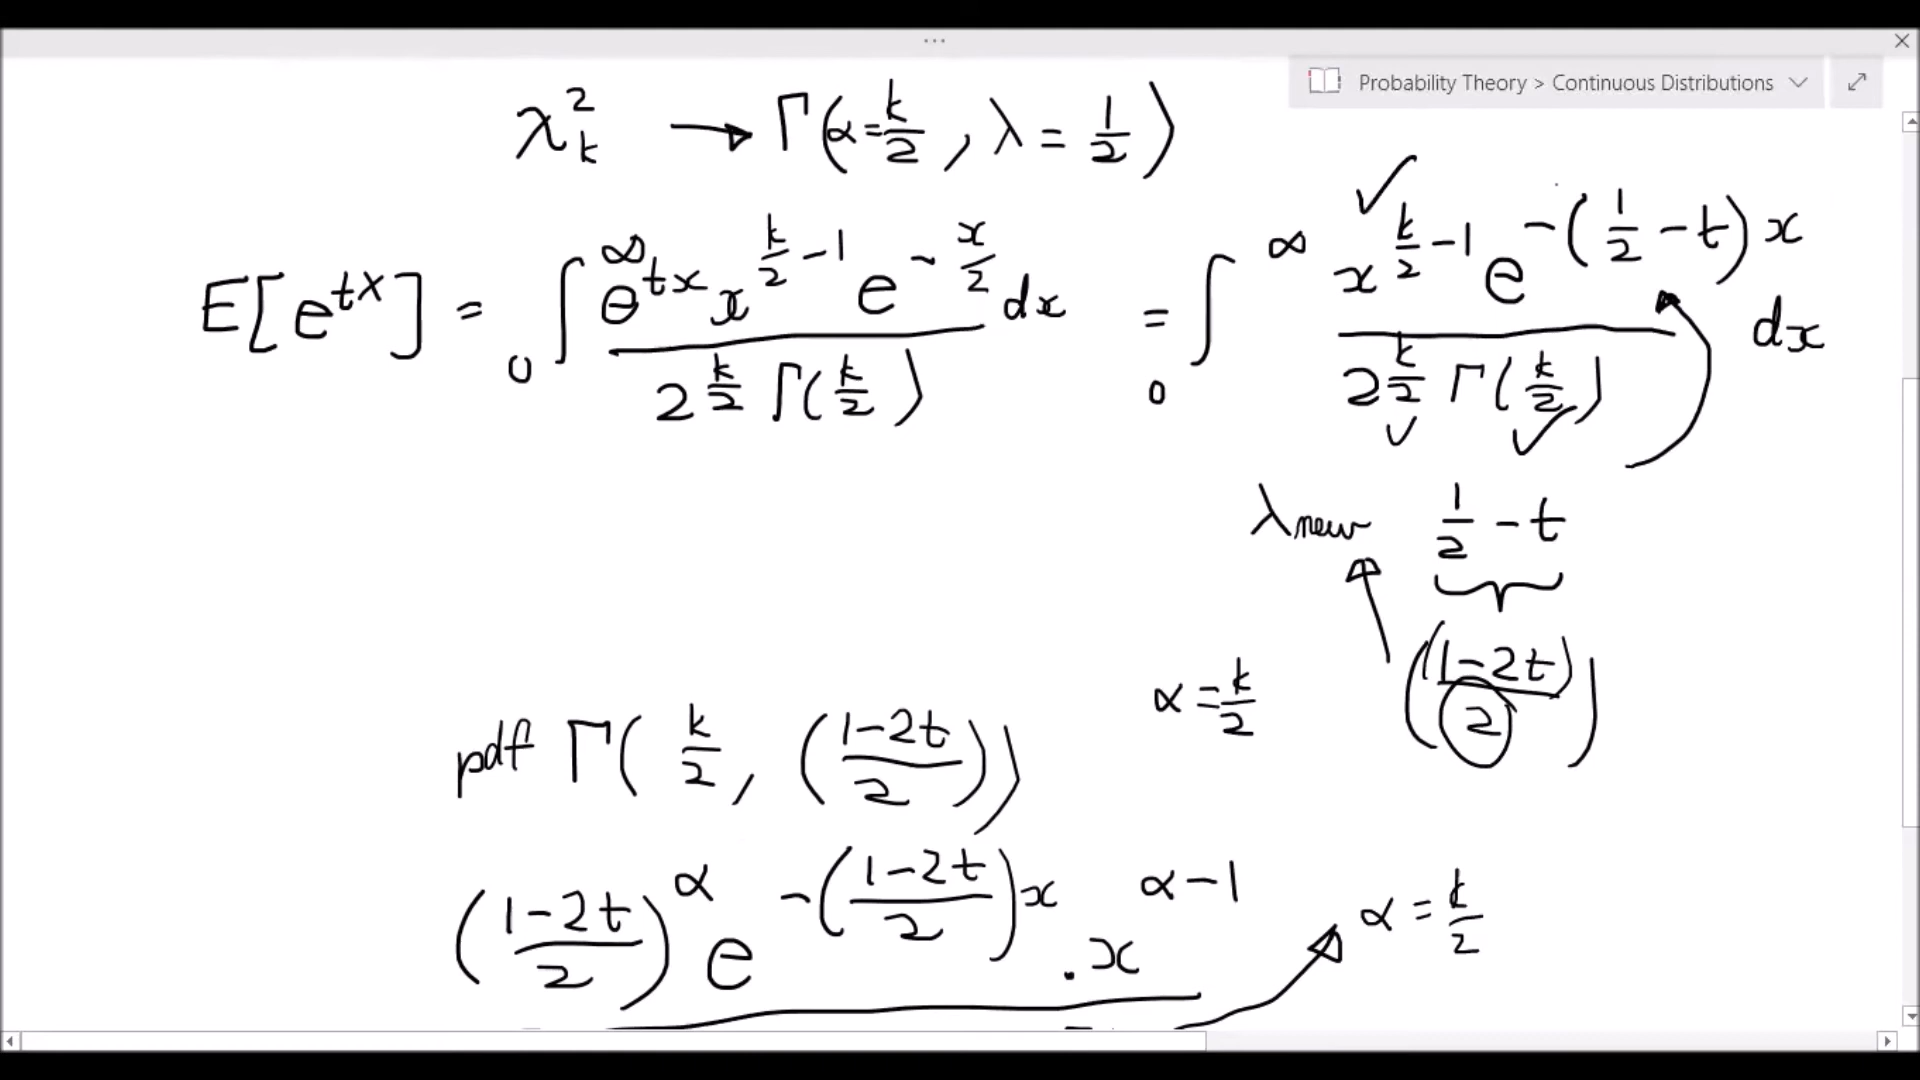 Probability Theory > Continuous Distributions
χ²_k → Γ(α = k/2, λ = 1/2)
E[e^{tX}] = ∫_0^∞ e^{tx} x^{k/2 - 1} e^{-x/2} / (2^{k/2} Γ(k/2)) dx = ∫_0^∞ x^{k/2 - 1} e^{-(1/2 - t)x} / (2^{k/2} Γ(k/2)) dx
λ new 1/2 - t
((1-2t)/2)
α = k/2
pdf Γ(k/2, ((1-2t)/2))
((1-2t)/2)^α e^{-((1-2t)/2)x} . x^{α-1}
α = k/2